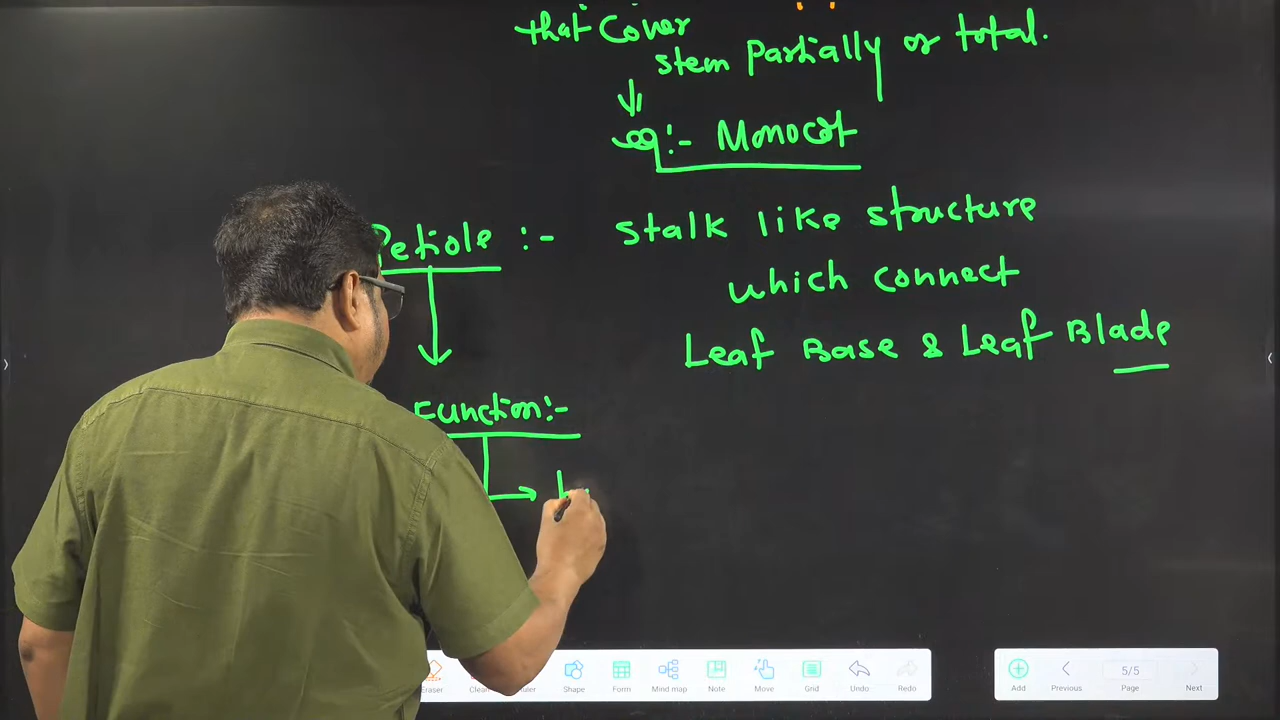 that Cover
stem Partially or total.
eg:- Monocot
Petiole :- stalk like structure
which connect
Leaf Base & Leaf Blade
Function:-
Eraser
Shape
Form
Mind map
Note
Move
Grid
Undo
Redo
Add
Previous
5/5
Page
Next